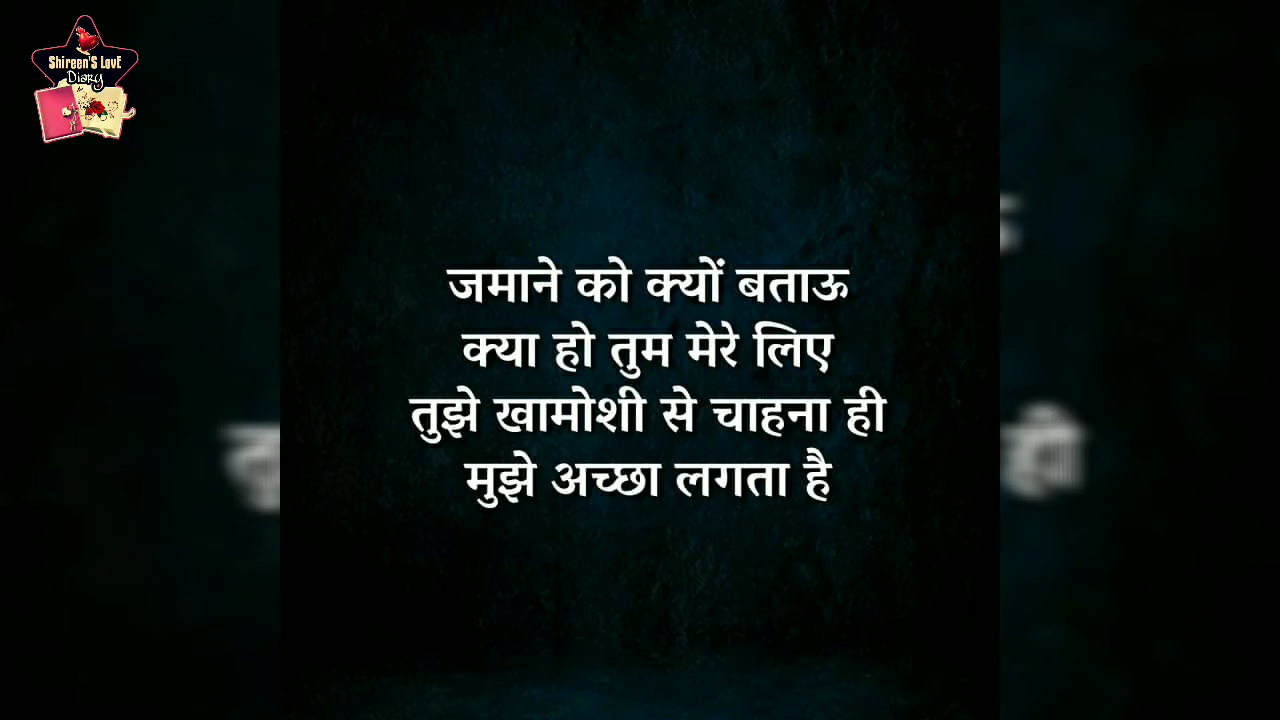 Shireen'S LovE
Diary
जमाने को क्यों बताऊ
क्या हो तुम मेरे लिए
तुझे खामोशी से चाहना ही
मुझे अच्छा लगता है